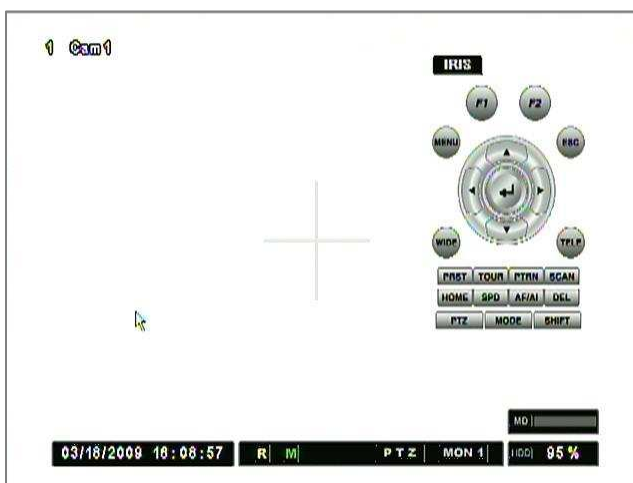 1 Cam1
IRIS
F1 F2
MENU ESC
WIDE TELE
PRST TOUR PTRN SCAN
HOME SPD AF/AI DEL
PTZ MODE SHIFT
MD
03/18/2009 16:08:57 R M PTZ MON 1 HDD 95 %